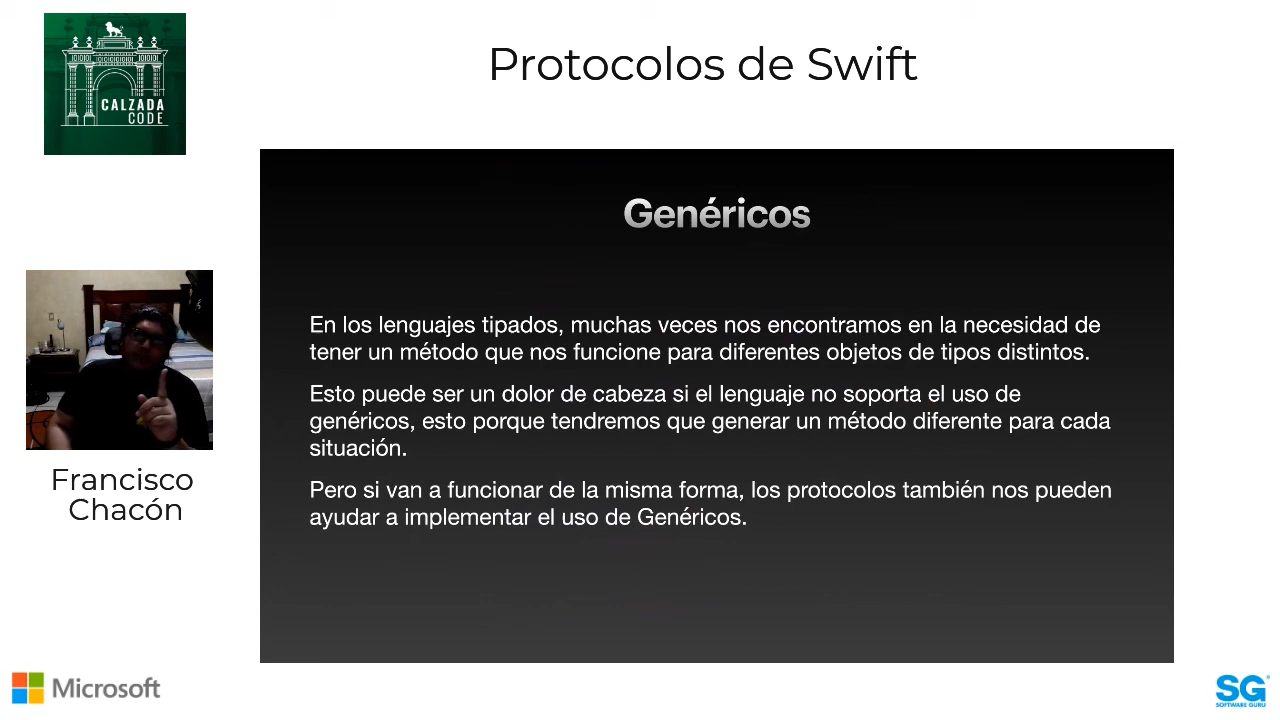 CALZADA
CODE
Protocolos de Swift
Genéricos
En los lenguajes tipados, muchas veces nos encontramos en la necesidad de
tener un método que nos funcione para diferentes objetos de tipos distintos.
Esto puede ser un dolor de cabeza si el lenguaje no soporta el uso de
genéricos, esto porque tendremos que generar un método diferente para cada
situación.
Pero si van a funcionar de la misma forma, los protocolos también nos pueden
ayudar a implementar el uso de Genéricos.
Francisco
Chacón
Microsoft
SG
SOFTWARE GURU